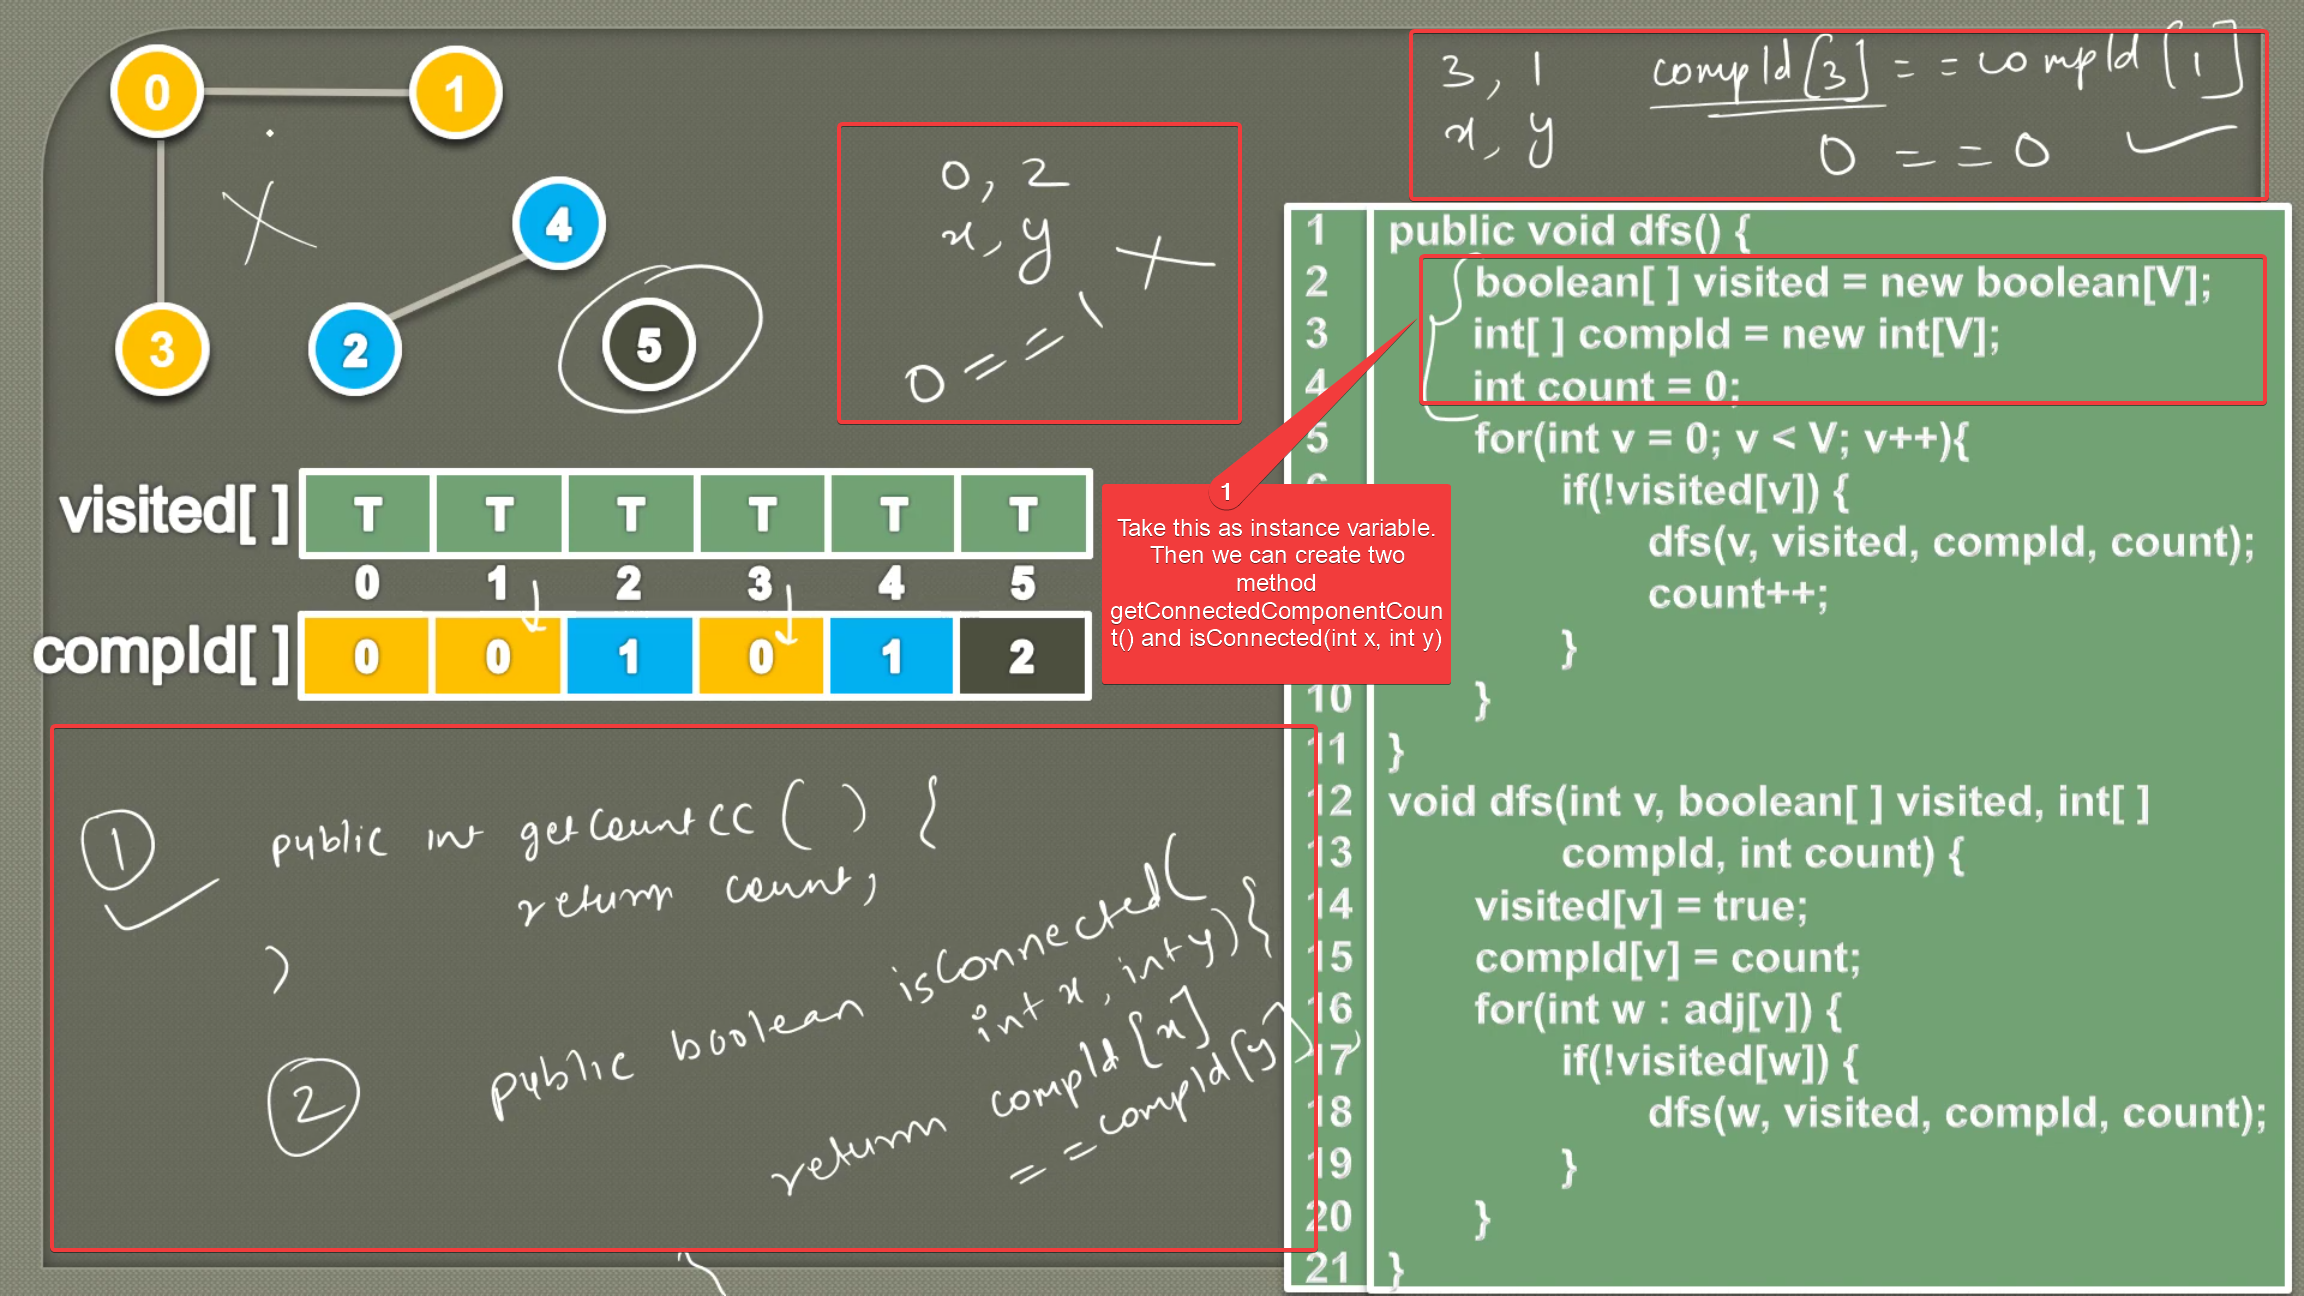 0
1
4
3
2
5
0, 2
x, y
0 == 1
3, 1 compId[3] == compId[1]
x, y 0 == 0
visited[ ] T T T T T T
0 1 2 3 4 5
compId[ ] 0 0 1 0 1 2
1
Take this as instance variable.
Then we can create two
method
getConnectedComponentCoun
t() and isConnected(int x, int y)
1 public int getCountCC() {
return count;
}
2 public boolean isConnected(
int x, int y) {
return compId[x]
== compId[y]
1 public void dfs() {
2 boolean[ ] visited = new boolean[V];
3 int[ ] compId = new int[V];
4 int count = 0;
5 for(int v = 0; v < V; v++){
if(!visited[v]) {
dfs(v, visited, compId, count);
count++;
}
10 }
11 }
12 void dfs(int v, boolean[ ] visited, int[ ]
13 compId, int count) {
14 visited[v] = true;
15 compId[v] = count;
16 for(int w : adj[v]) {
17 if(!visited[w]) {
18 dfs(w, visited, compId, count);
19 }
20 }
21 }